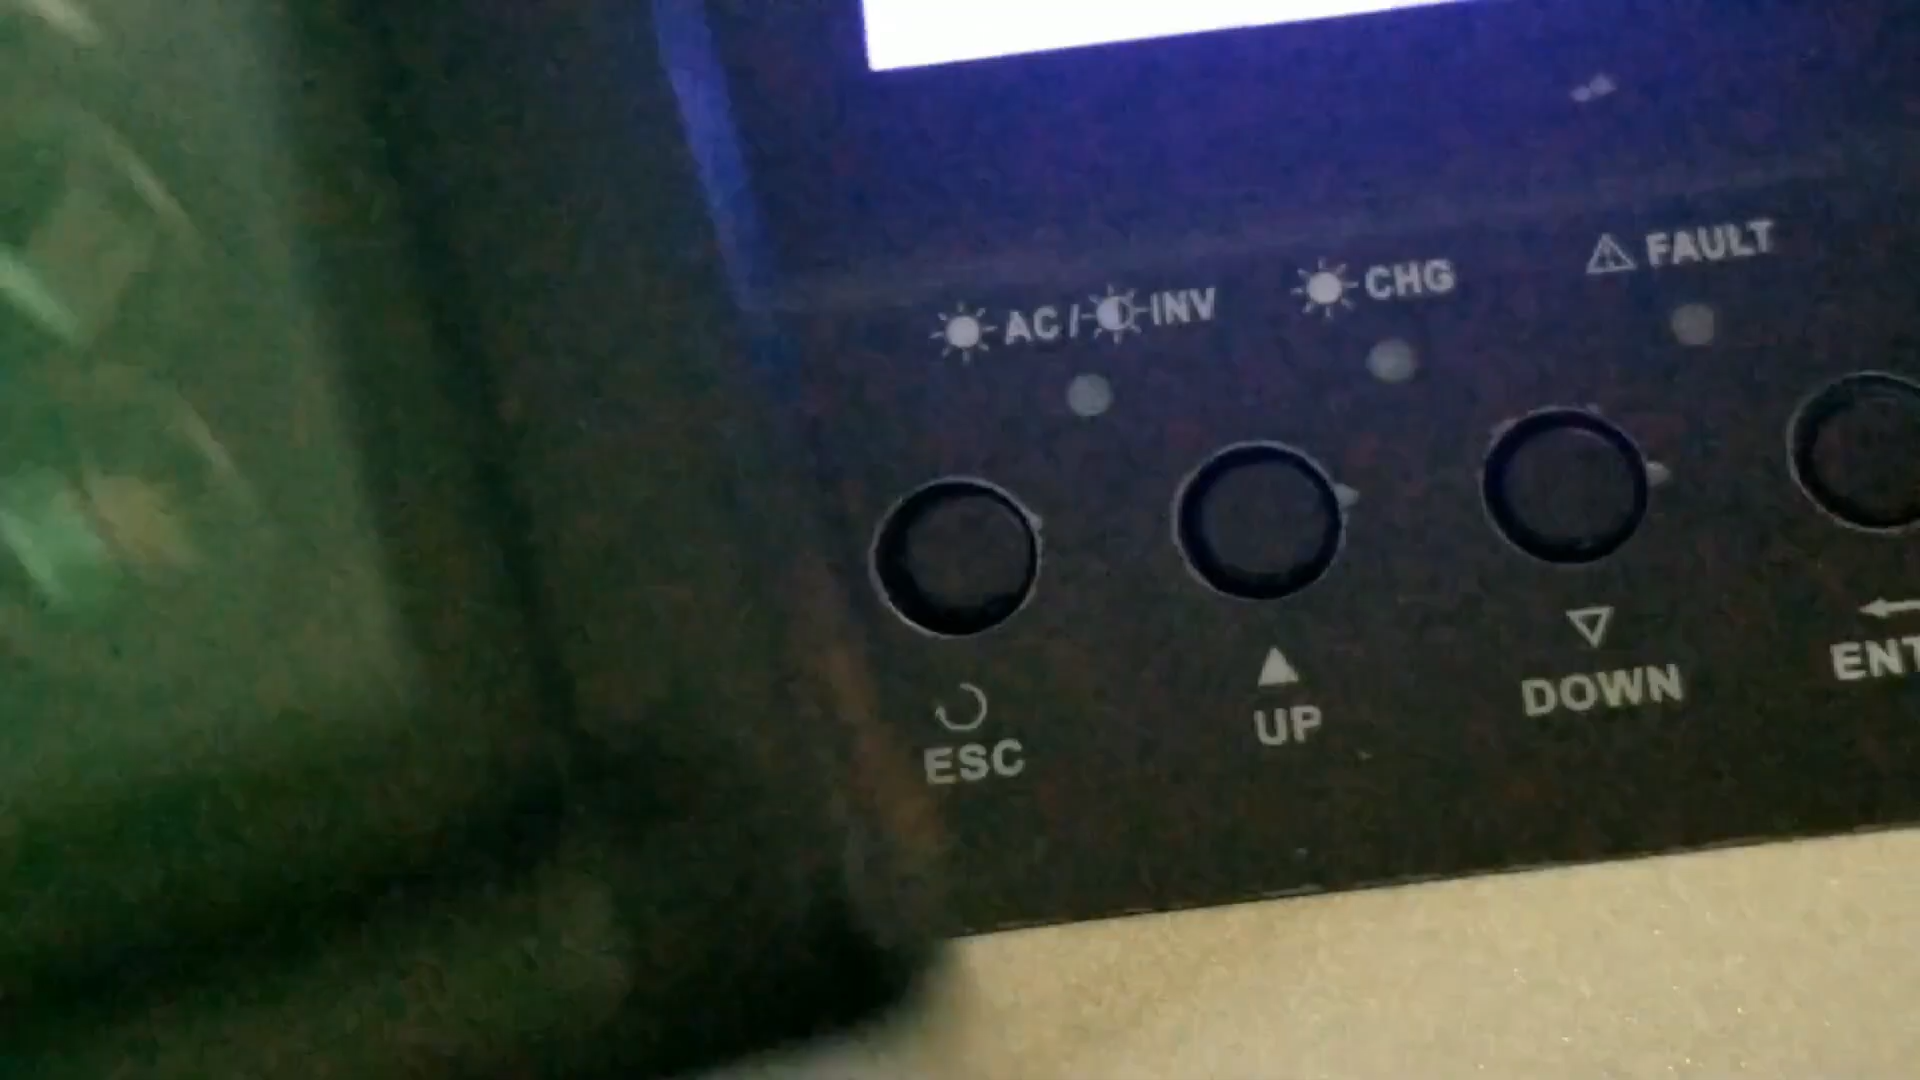 AC / INV
CHG
FAULT
ESC
UP
DOWN
ENT